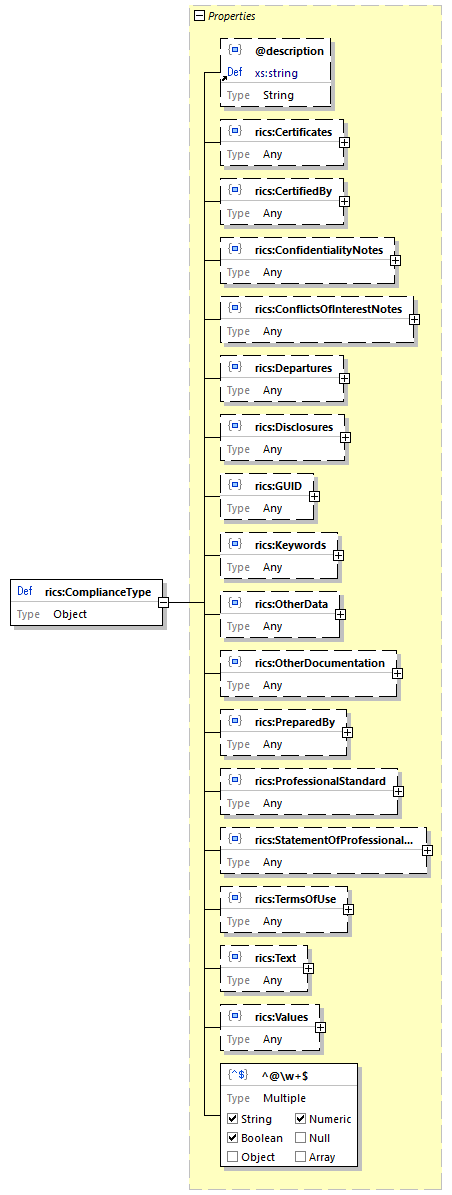 Properties
@description
Def xs:string
Type String
rics:Certificates
Type Any
rics:CertifiedBy
Type Any
rics:ConfidentialityNotes
Type Any
rics:ConflictsOfInterestNotes
Type Any
rics:Departures
Type Any
rics:Disclosures
Type Any
rics:GUID
Type Any
rics:Keywords
Type Any
Def rics:ComplianceType
Type Object
rics:OtherData
Type Any
rics:OtherDocumentation
Type Any
rics:PreparedBy
Type Any
rics:ProfessionalStandard
Type Any
rics:StatementOfProfessional...
Type Any
rics:TermsOfUse
Type Any
rics:Text
Type Any
rics:Values
Type Any
{^$} ^@\w+$
Type Multiple
String Numeric
Boolean Null
Object Array